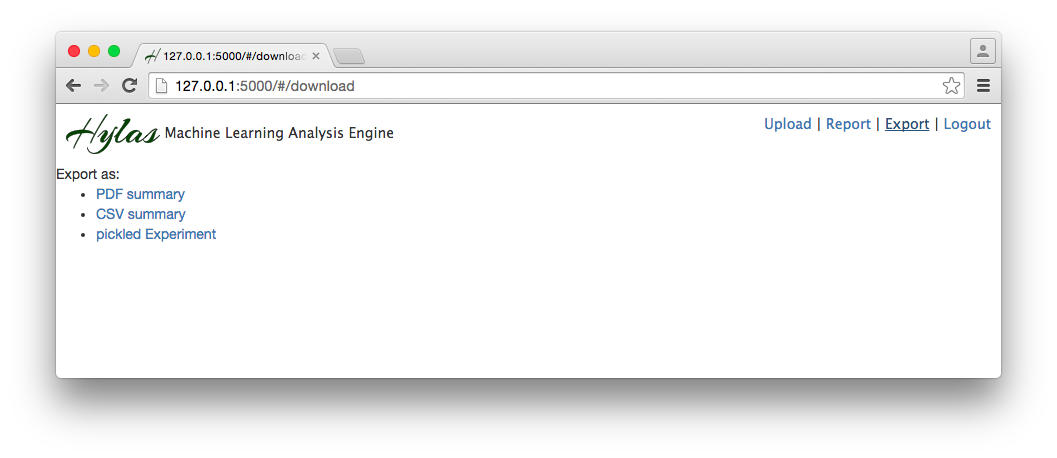 127.0.0.1:5000/#/download
127.0.0.1:5000/#/download
Hylas Machine Learning Analysis Engine
Upload | Report | Export | Logout
Export as:
• PDF summary
• CSV summary
• pickled Experiment